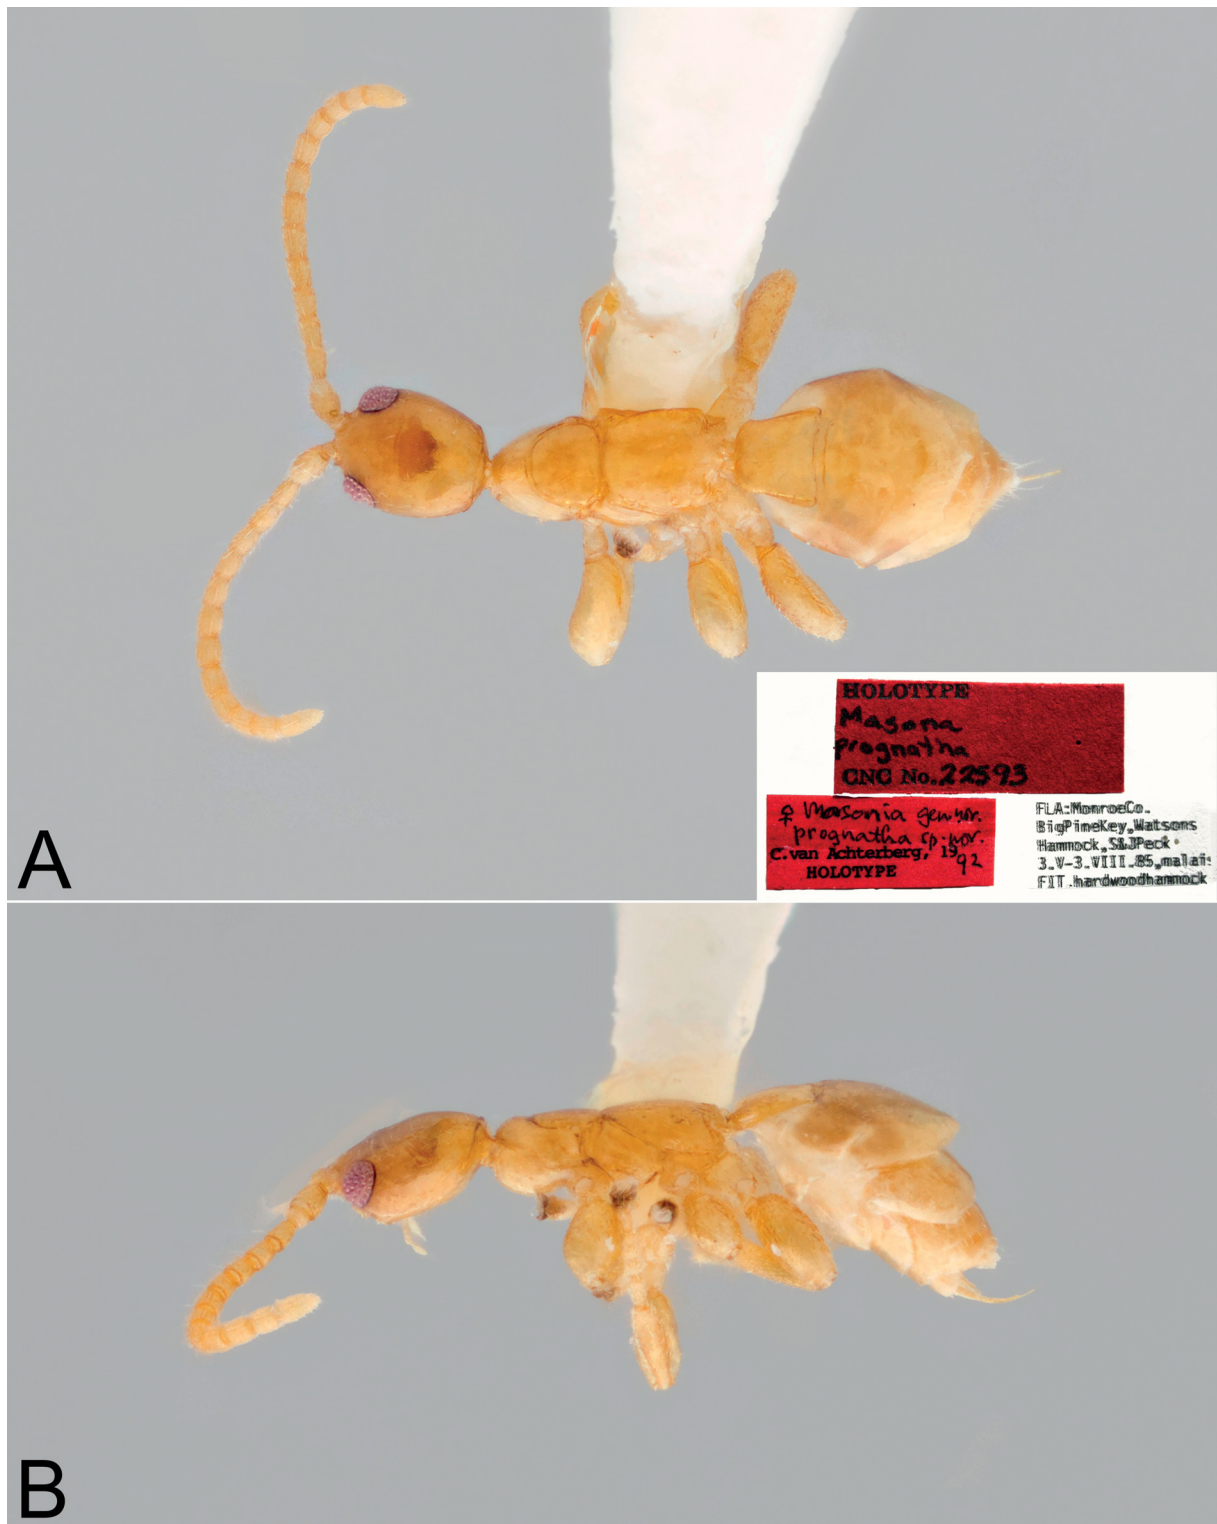 HOLOTYPE
Masona
prognatha
CNC No. 22593
♀ Masonia gen. nov.
prognatha sp. nov.
C. van Achterberg, 1992
HOLOTYPE
FLA:MonroeCo.
BigPineKey,Watsons
Hammock,S&JPeck
3.V-3.VIII.85,malais
FIT.hardwoodhammock
A
B